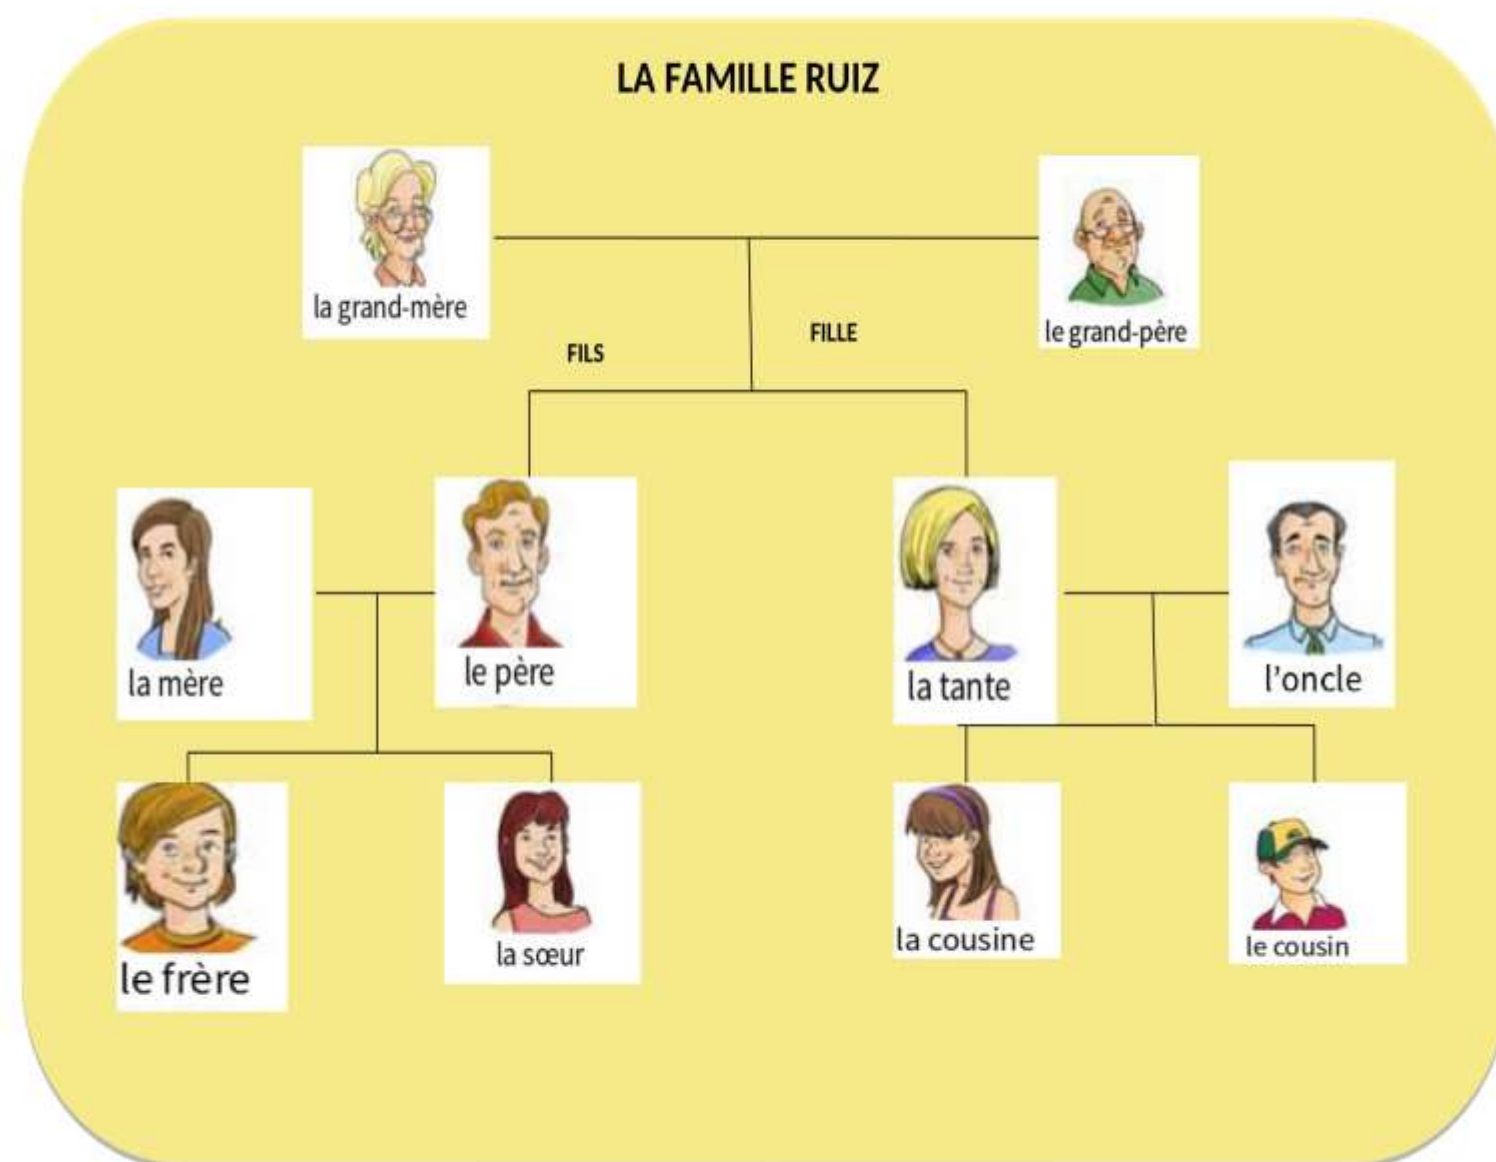 LA FAMILLE RUIZ
la grand-mère
le grand-père
FILS
FILLE
la mère
le père
la tante
l'oncle
le frère
la sœur
la cousine
le cousin